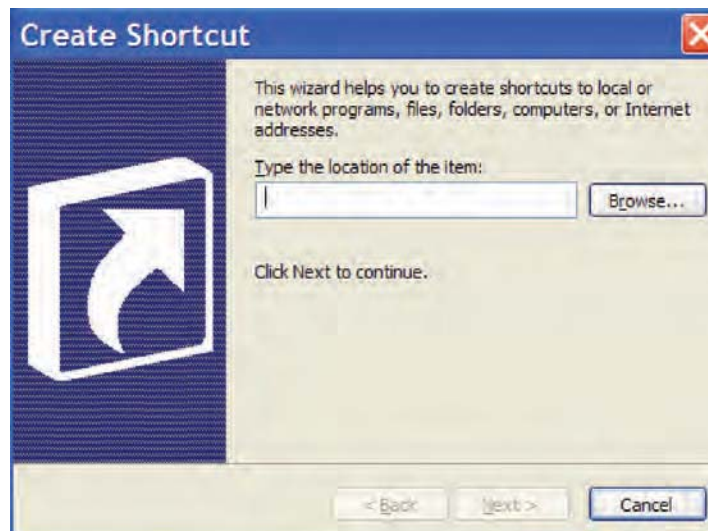 Create Shortcut
This wizard helps you to create shortcuts to local or
network programs, files, folders, computers, or Internet
addresses.
Type the location of the item:
Browse...
Click Next to continue.
< Back Next > Cancel